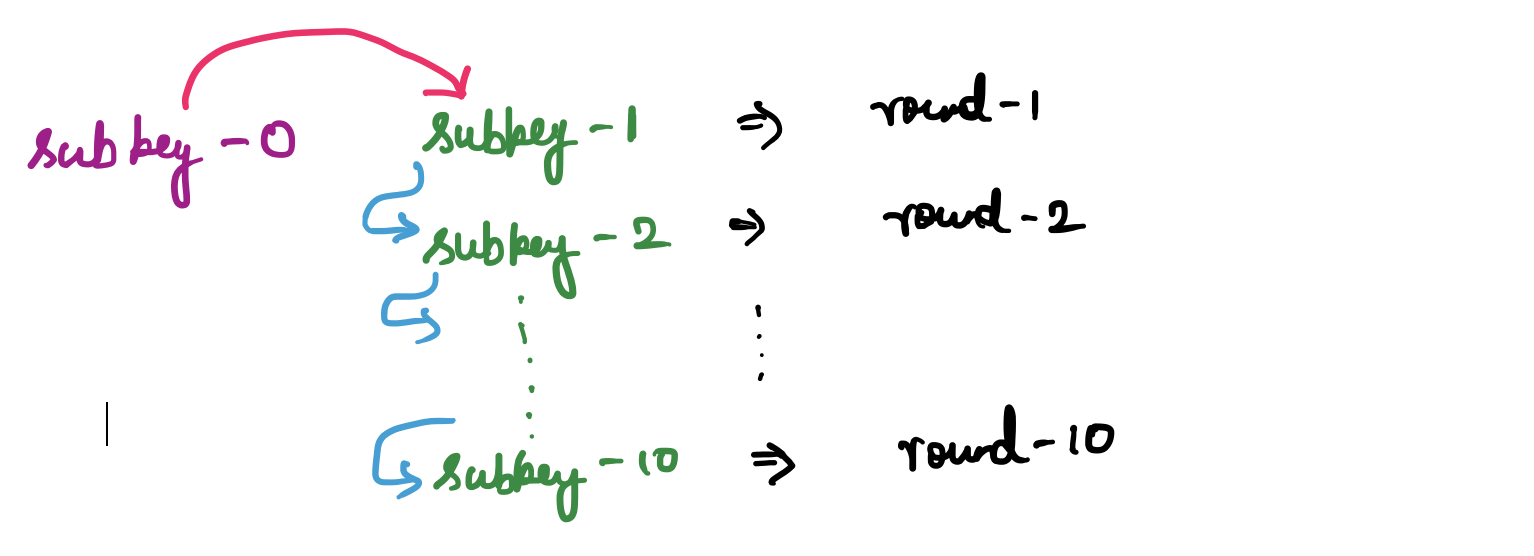 subkey-0 subkey-1 ⇒ round-1
subkey-2 ⇒ round-2
subkey-10 ⇒ round-10